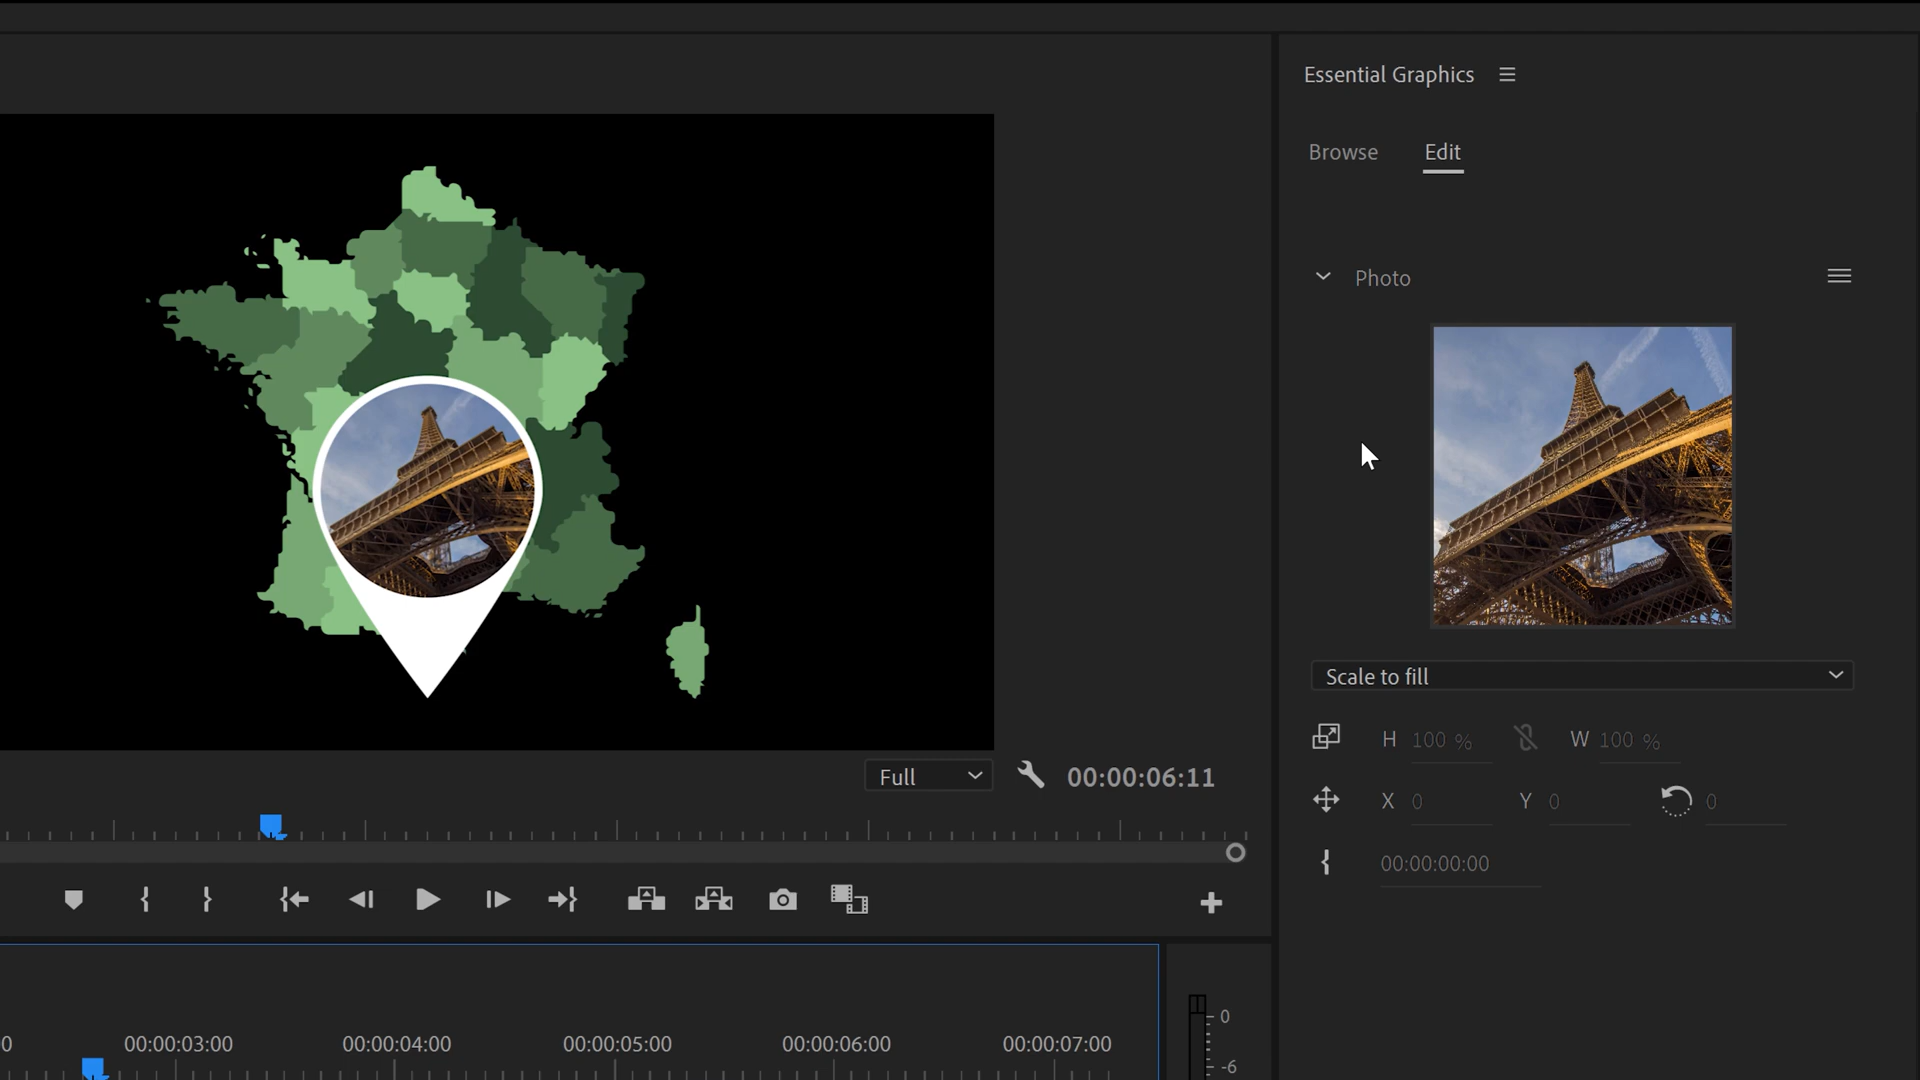 Essential Graphics
Browse Edit
Photo
Scale to fill
H 100 % W 100 %
X 0 Y 0 0
00:00:00:00
Full 00:00:06:11
0 00:00:03:00 00:00:04:00 00:00:05:00 00:00:06:00 00:00:07:00
0
-6